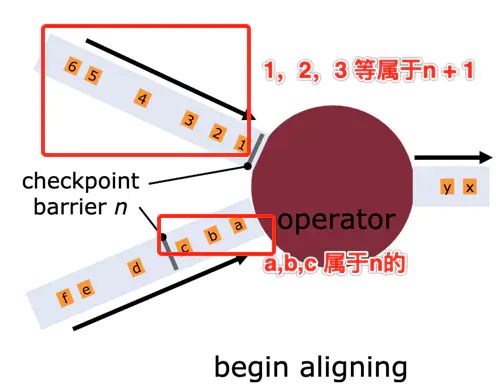 1，2，3 等属于n + 1
6 5 4 3 2 1
checkpoint
barrier n
y x
operator
c b a
a,b,c 属于n的
f e d
begin aligning